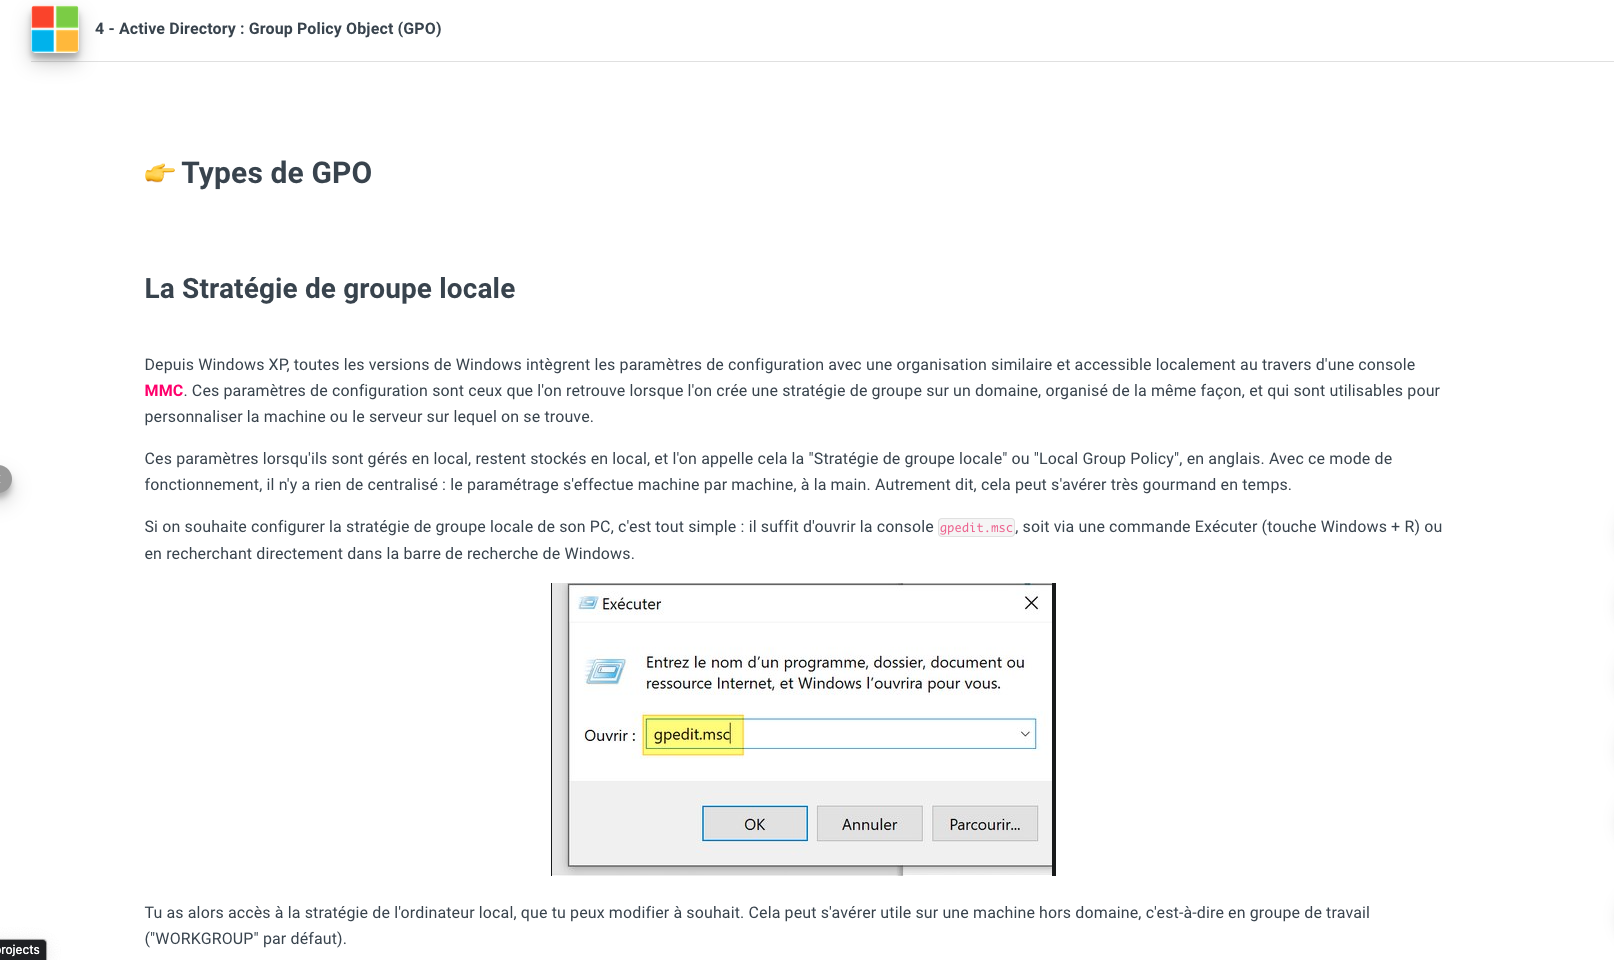 4 - Active Directory : Group Policy Object (GPO)
👉 Types de GPO
La Stratégie de groupe locale
Depuis Windows XP, toutes les versions de Windows intègrent les paramètres de configuration avec une organisation similaire et accessible localement au travers d'une console
MMC. Ces paramètres de configuration sont ceux que l'on retrouve lorsque l'on crée une stratégie de groupe sur un domaine, organisé de la même façon, et qui sont utilisables pour
personnaliser la machine ou le serveur sur lequel on se trouve.
Ces paramètres lorsqu'ils sont gérés en local, restent stockés en local, et l'on appelle cela la "Stratégie de groupe locale" ou "Local Group Policy", en anglais. Avec ce mode de
fonctionnement, il n'y a rien de centralisé : le paramétrage s'effectue machine par machine, à la main. Autrement dit, cela peut s'avérer très gourmand en temps.
Si on souhaite configurer la stratégie de groupe locale de son PC, c'est tout simple : il suffit d'ouvrir la console gpedit.msc, soit via une commande Exécuter (touche Windows + R) ou
en recherchant directement dans la barre de recherche de Windows.
Exécuter
Entrez le nom d'un programme, dossier, document ou
ressource Internet, et Windows l'ouvrira pour vous.
Ouvrir : gpedit.msc
OK Annuler Parcourir...
Tu as alors accès à la stratégie de l'ordinateur local, que tu peux modifier à souhait. Cela peut s'avérer utile sur une machine hors domaine, c'est-à-dire en groupe de travail
("WORKGROUP" par défaut).
rojects